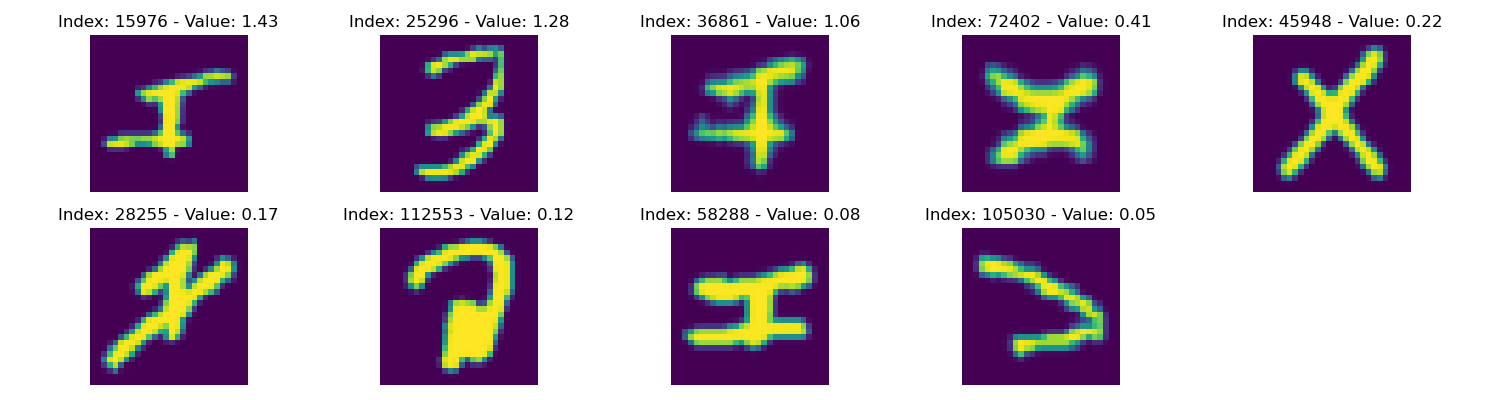 Index: 15976 - Value: 1.43 Index: 25296 - Value: 1.28 Index: 36861 - Value: 1.06 Index: 72402 - Value: 0.41 Index: 45948 - Value: 0.22
I 3 I I X
Index: 28255 - Value: 0.17 Index: 112553 - Value: 0.12 Index: 58288 - Value: 0.08 Index: 105030 - Value: 0.05
I